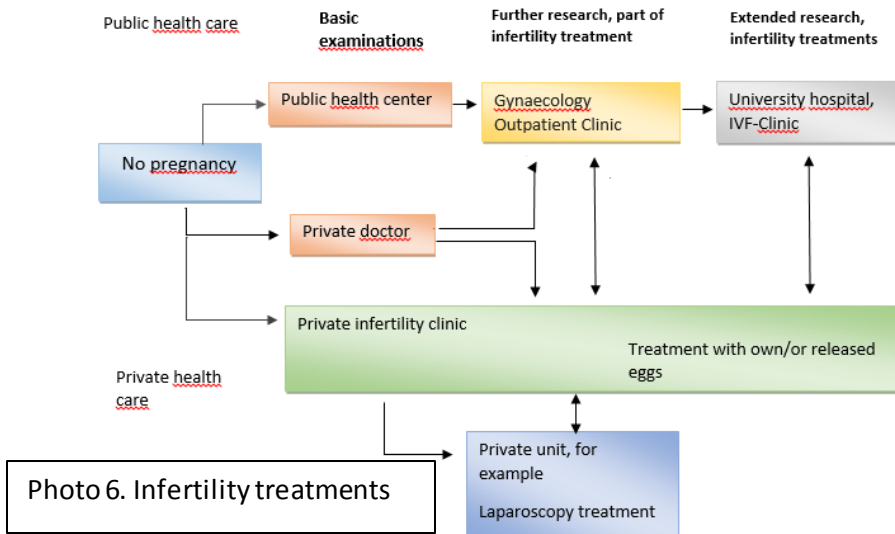 Public health care
Basic
examinations
Further research, part of
infertility treatment
Extended research,
infertility treatments
Public health center
Gynaecology
Outpatient Clinic
University hospital,
IVF-Clinic
No pregnancy
Private doctor
Private infertility clinic
Treatment with own/or released
eggs
Private health
care
Private unit, for
example
Laparoscopy treatment
Photo 6. Infertility treatments